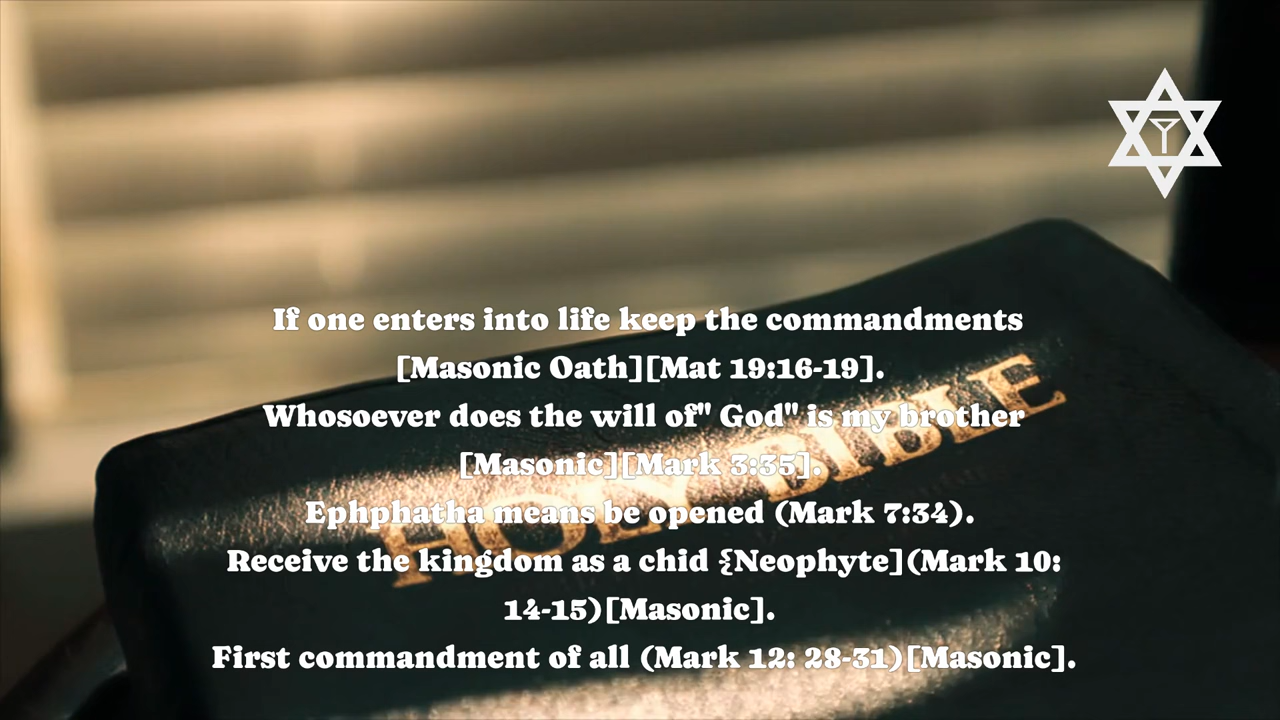 If one enters into life keep the commandments
[Masonic Oath][Mat 19:16-19].
Whosoever does the will of" God" is my brother
[Masonic][Mark 3:35].
Ephphatha means be opened (Mark 7:34).
Receive the kingdom as a chid {Neophyte](Mark 10:
14-15)[Masonic].
First commandment of all (Mark 12: 28-31)[Masonic].
HOLY BIBLE